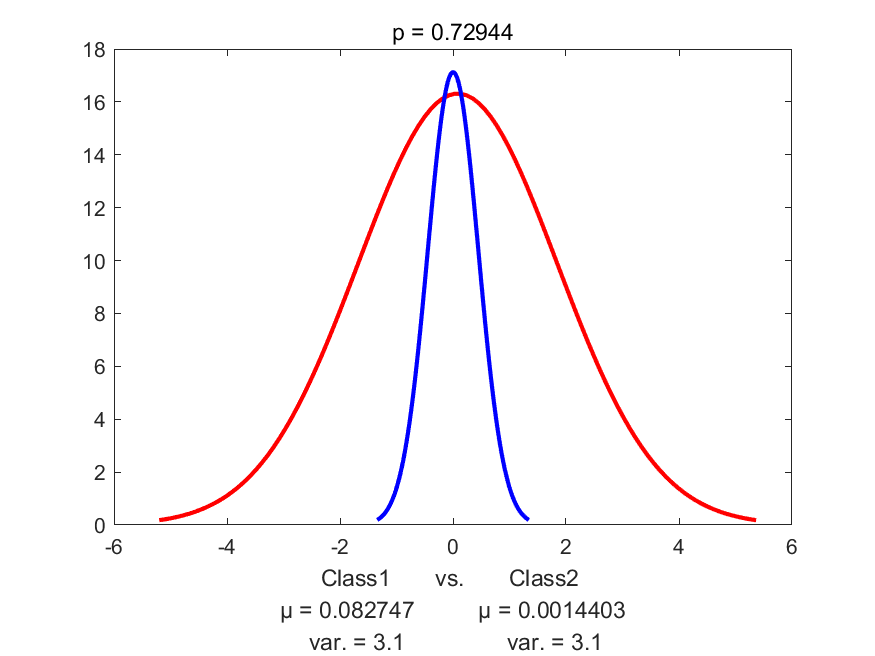 p = 0.72944
18
16
14
12
10
8
6
4
2
0
-6 -4 -2 0 2 4 6
Class1 vs. Class2
μ = 0.082747 μ = 0.0014403
var. = 3.1 var. = 3.1